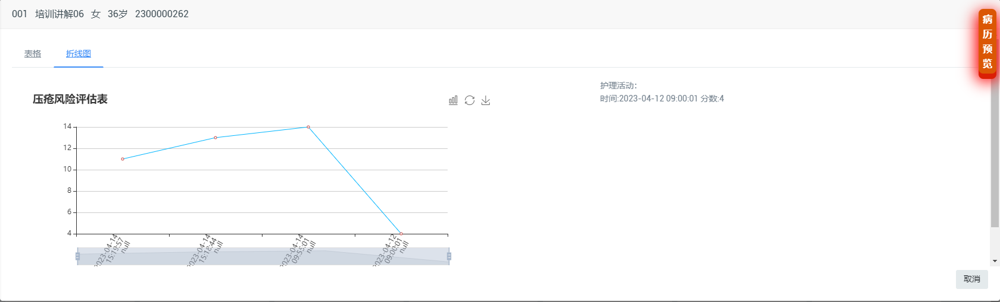 001 培训讲解06 女 36岁 2300000262
病历预览
表格 折线图
护理活动：
时间:2023-04-12 09:00:01 分数:4
压疮风险评估表
14
12
10
8
6
4
2023-04-14
15:19:57
null
2023-04-14
15:18:44
null
2023-04-14
09:55:01
null
2023-04-12
09:00:01
null
取消